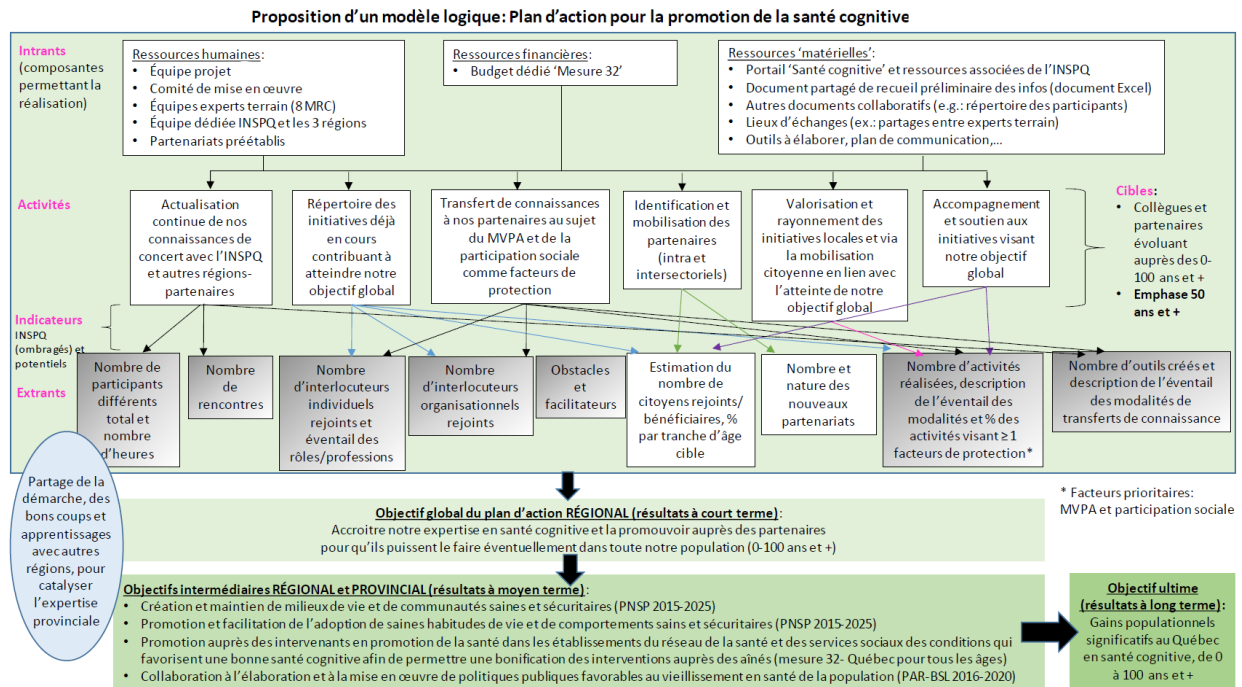 Proposition d'un modèle logique: Plan d'action pour la promotion de la santé cognitive
Intrants
(composantes
permettant la
réalisation)
Ressources humaines:
• Équipe projet
• Comité de mise en œuvre
• Équipes experts terrain (8 MRC)
• Équipe dédiée INSPQ et les 3 régions
• Partenariats préétablis
Ressources financières:
• Budget dédié 'Mesure 32'
Ressources 'matérielles':
• Portail 'Santé cognitive' et ressources associées de l'INSPQ
• Document partagé de recueil préliminaire des infos (document Excel)
• Autres documents collaboratifs (e.g.: répertoire des participants)
• Lieux d'échanges (ex.: partages entre experts terrain)
• Outils à élaborer, plan de communication,...
Activités
Actualisation
continue de nos
connaissances de
concert avec l'INSPQ
et autres régions-
partenaires
Répertoire des
initiatives déjà
en cours
contribuant à
atteindre notre
objectif global
Transfert de connaissances
à nos partenaires au sujet
du MVPA et de la
participation sociale
comme facteurs de
protection
Identification et
mobilisation des
partenaires
(intra et
intersectoriels)
Valorisation et
rayonnement des
initiatives locales et via
la mobilisation
citoyenne en lien avec
l'atteinte de notre
objectif global
Accompagnement
et soutien aux
initiatives visant
notre objectif
global
Cibles:
• Collègues et
partenaires
évoluant
auprès des 0-
100 ans et +
• Emphase 50
ans et +
Indicateurs
INSPQ
(ombragés) et
potentiels
Extrants
Nombre de
participants
différents
total et
nombre
d'heures
Nombre
de
rencontres
Nombre
d'interlocuteurs
individuels
rejoints et
éventail des
rôles/professions
Nombre
d'interlocuteurs
organisationnels
rejoints
Obstacles
et
facilitateurs
Estimation du
nombre de
citoyens rejoints/
bénéficiaires, %
par tranche d'âge
cible
Nombre et
nature des
nouveaux
partenariats
Nombre d'activités
réalisées, description
de l'éventail des
modalités et % des
activités visant ≥ 1
facteurs de protection*
Nombre d'outils créés et
description de l'éventail
des modalités de
transferts de connaissance
Partage de la
démarche, des
bons coups et
apprentissages
avec autres
régions, pour
catalyser
l'expertise
provinciale
* Facteurs prioritaires:
MVPA et participation sociale
Objectif global du plan d'action RÉGIONAL (résultats à court terme):
Accroitre notre expertise en santé cognitive et la promouvoir auprès des partenaires
pour qu'ils puissent le faire éventuellement dans toute notre population (0-100 ans et +)
Objectifs intermédiaires RÉGIONAL et PROVINCIAL (résultats à moyen terme):
• Création et maintien de milieux de vie et de communautés saines et sécuritaires (PNSP 2015-2025)
• Promotion et facilitation de l'adoption de saines habitudes de vie et de comportements sains et sécuritaires (PNSP 2015-2025)
• Promotion auprès des intervenants en promotion de la santé dans les établissements du réseau de la santé et des services sociaux des conditions qui
favorisent une bonne santé cognitive afin de permettre une bonification des interventions auprès des aînés (mesure 32- Québec pour tous les âges)
• Collaboration à l'élaboration et à la mise en œuvre de politiques publiques favorables au vieillissement en santé de la population (PAR-BSL 2016-2020)
Objectif ultime
(résultats à long terme):
Gains populationnels
significatifs au Québec
en santé cognitive, de 0
à 100 ans et +